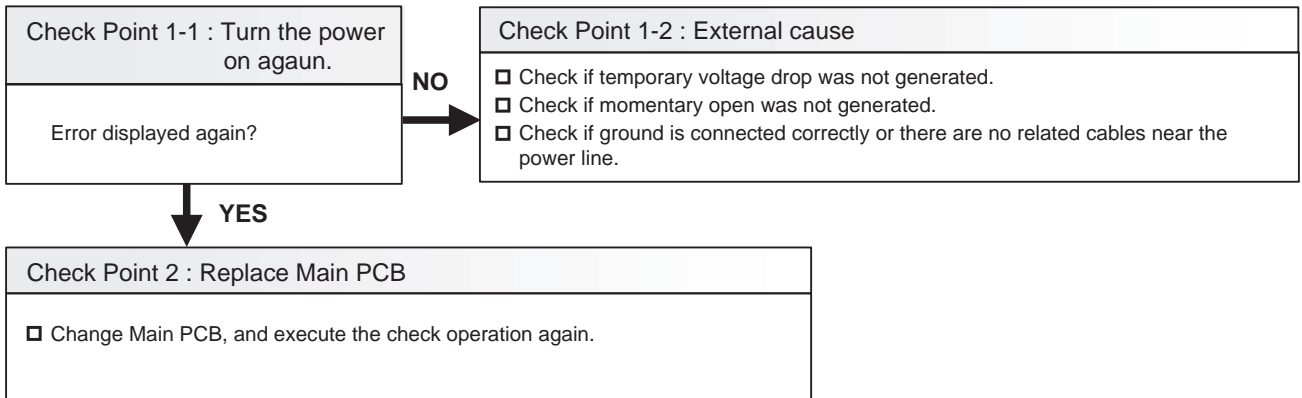 Check Point 1-1 : Turn the power
on agaun.
Error displayed again?
NO
Check Point 1-2 : External cause
□ Check if temporary voltage drop was not generated.
□ Check if momentary open was not generated.
□ Check if ground is connected correctly or there are no related cables near the
power line.
YES
Check Point 2 : Replace Main PCB
□ Change Main PCB, and execute the check operation again.